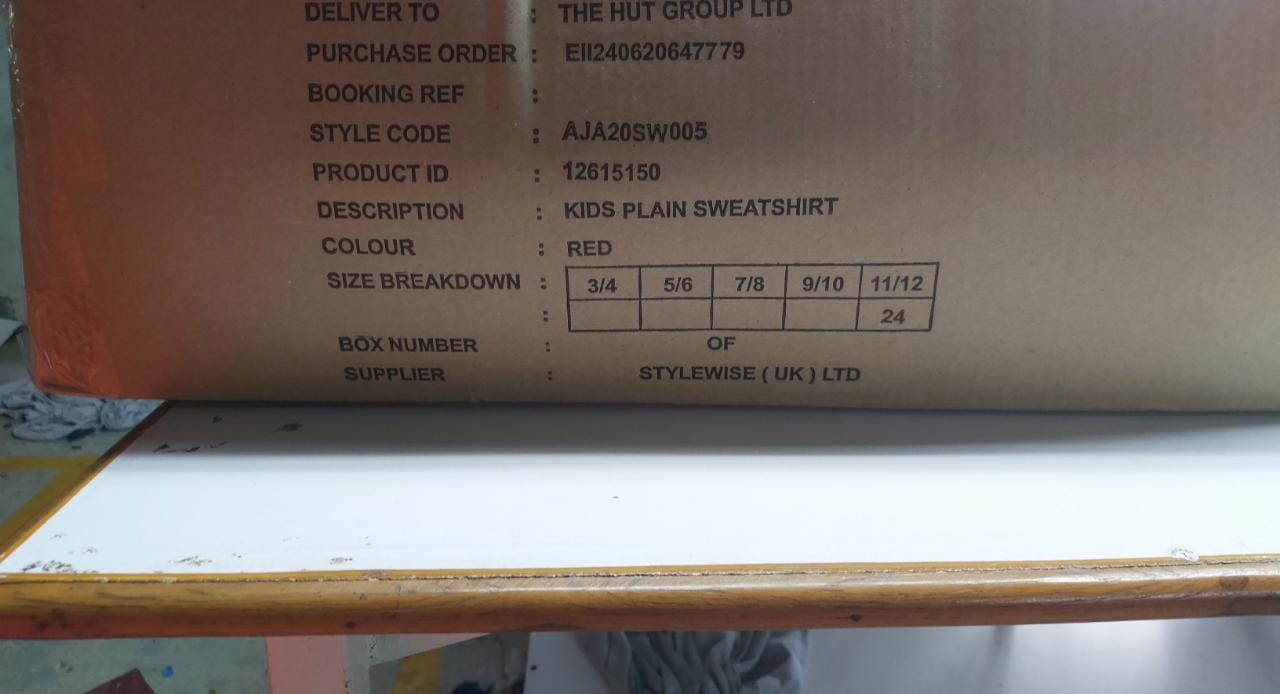 DELIVER TO : THE HUT GROUP LTD
PURCHASE ORDER : EII240620647779
BOOKING REF :
STYLE CODE : AJA20SW005
PRODUCT ID : 12615150
DESCRIPTION : KIDS PLAIN SWEATSHIRT
COLOUR : RED
SIZE BREAKDOWN : 3/4 5/6 7/8 9/10 11/12
: 24
BOX NUMBER : OF
SUPPLIER : STYLEWISE ( UK ) LTD